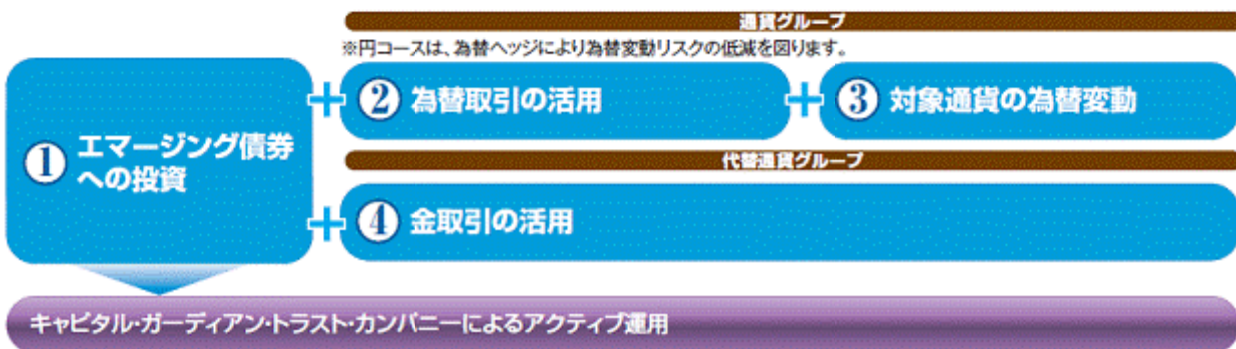 通貨グループ
※円コースは、為替ヘッジにより為替変動リスクの低減を図ります。
1 エマージング債券
への投資
+ 2 為替取引の活用 + 3 対象通貨の為替変動
代替通貨グループ
+ 4 金取引の活用
キャピタル・ガーディアン・トラスト・カンパニーによるアクティブ運用